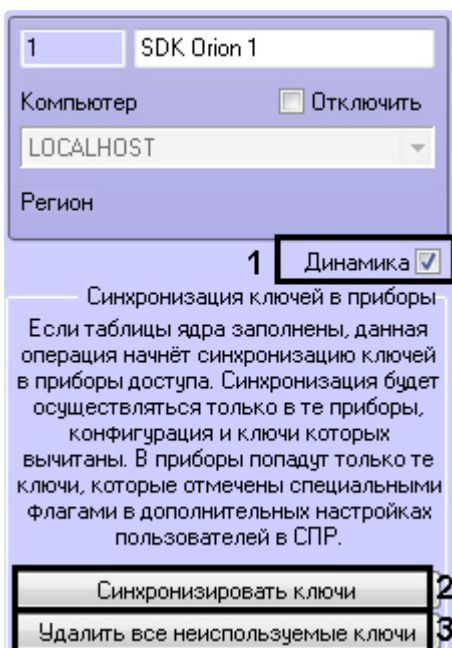 1 SDK Orion 1
Компьютер Отключить
LOCALHOST
Регион
1 Динамика
Синхронизация ключей в приборы
Если таблицы ядра заполнены, данная
операция начнёт синхронизацию ключей
в приборы доступа. Синхронизация будет
осуществляться только в те приборы,
конфигурация и ключи которых
вычитаны. В приборы попадут только те
ключи, которые отмечены специальными
флагами в дополнительных настройках
пользователей в СПР.
Синхронизировать ключи 2
Удалить все неиспользуемые ключи 3